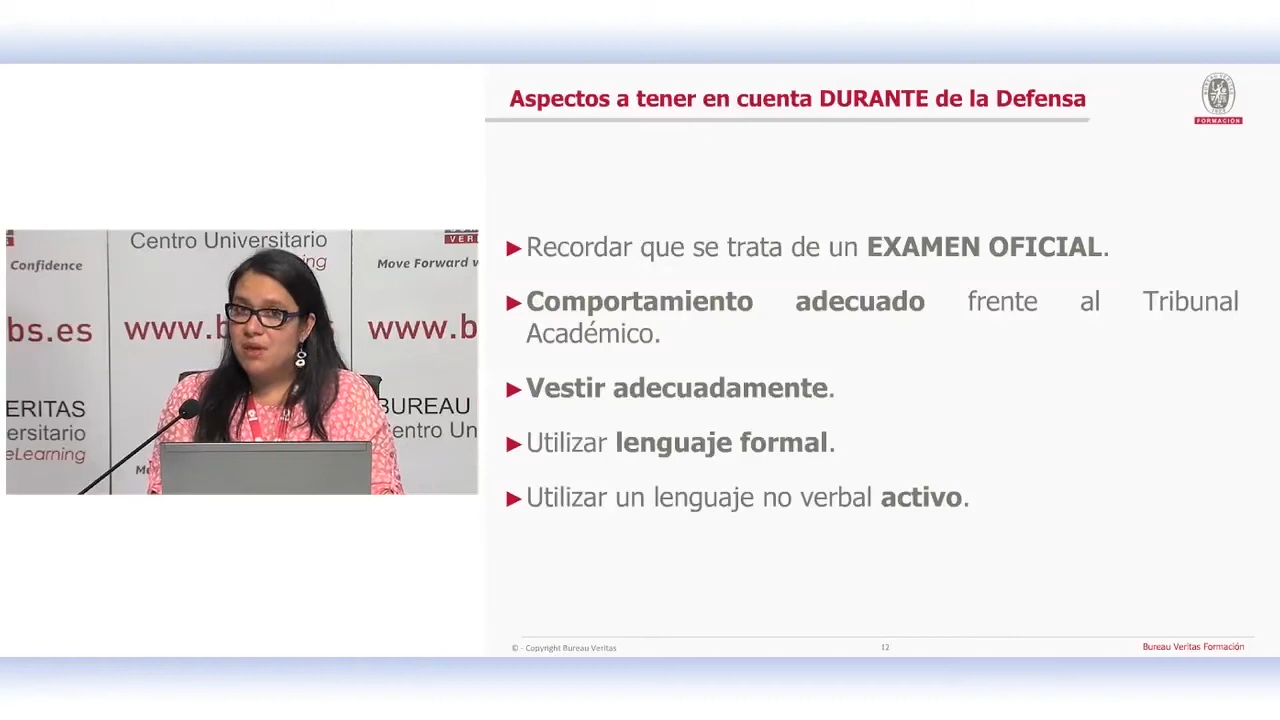 Aspectos a tener en cuenta DURANTE de la Defensa
FORMACIÓN
►Recordar que se trata de un EXAMEN OFICIAL.
►Comportamiento adecuado frente al Tribunal
Académico.
►Vestir adecuadamente.
►Utilizar lenguaje formal.
►Utilizar un lenguaje no verbal activo.
© - Copyright Bureau Veritas
12
Bureau Veritas Formación
Centro Universitario
Confidence
Move Forward w
bs.es
www.b
www.b
ERITAS
BUREAU
ersitario
entro Un
eLearning